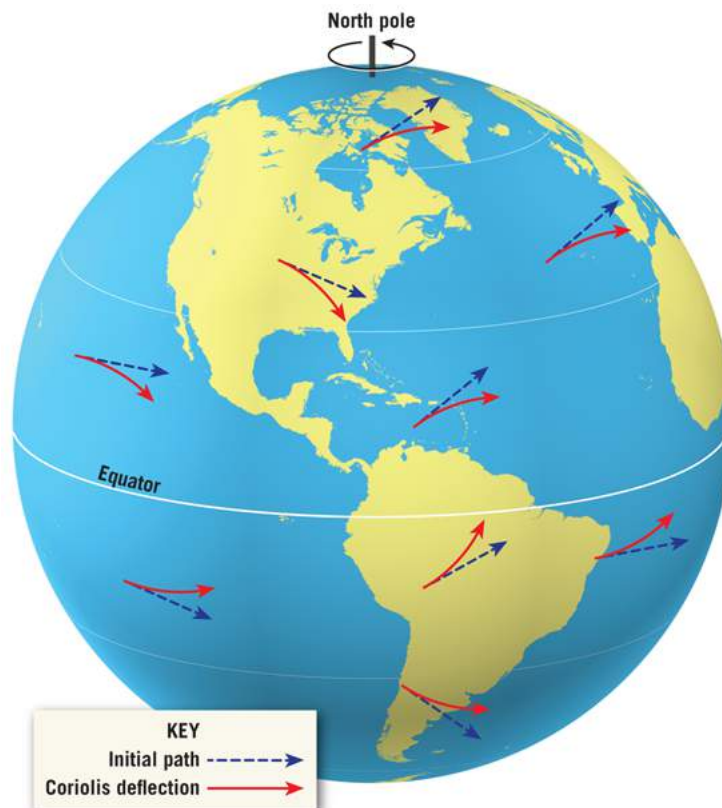 North pole
Equator
KEY
Initial path
Coriolis deflection